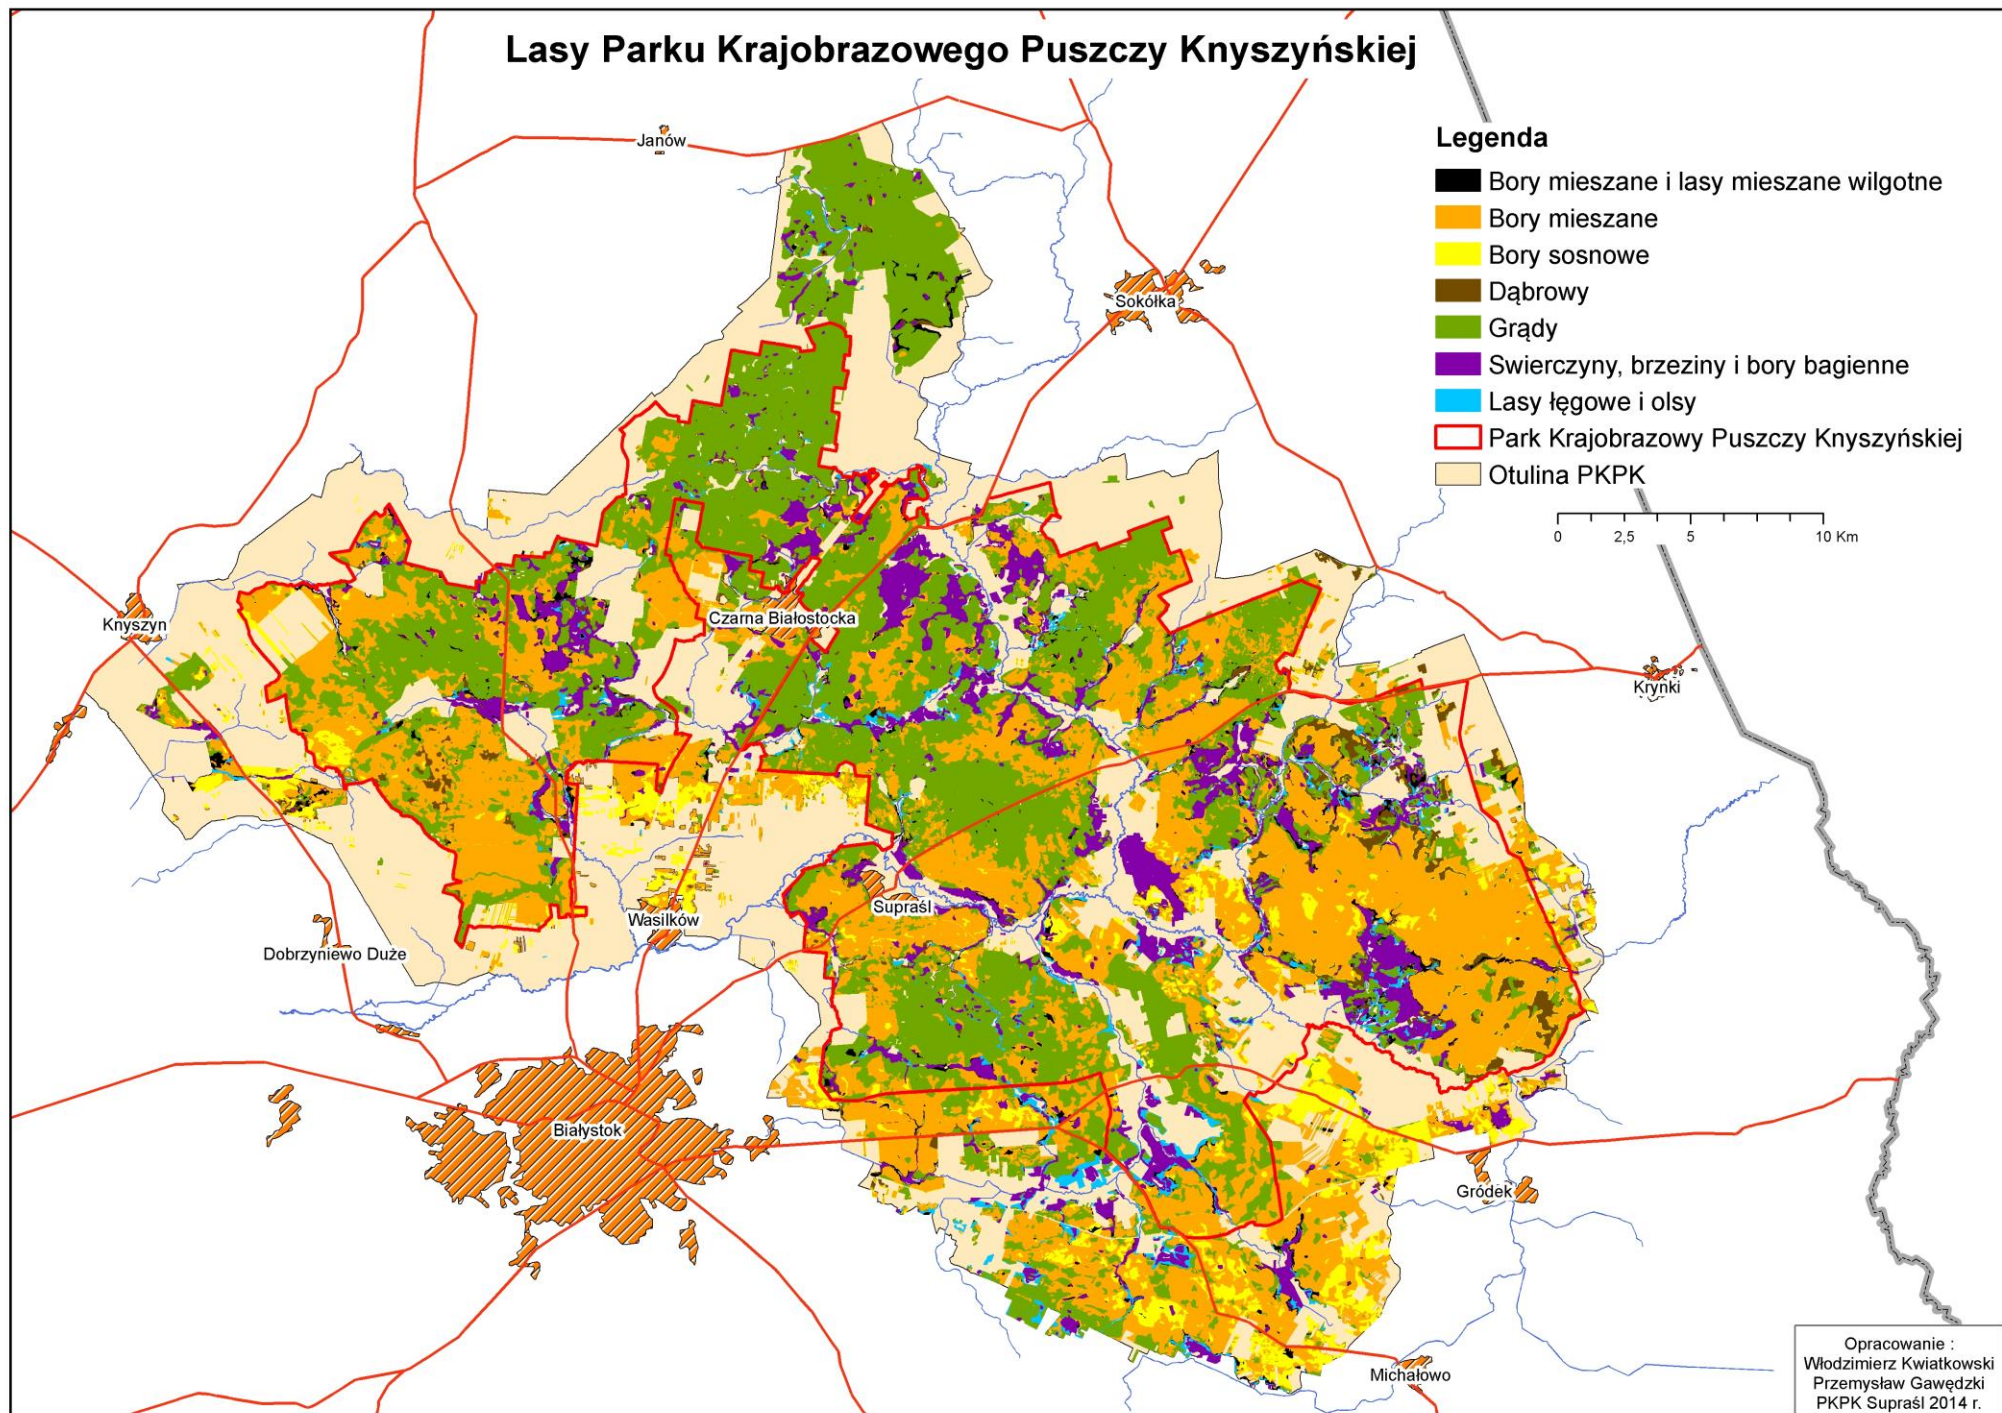 Lasy Parku Krajobrazowego Puszczy Knyszyńskiej
Janów
Legenda
Bory mieszane i lasy mieszane wilgotne
Bory mieszane
Bory sosnowe
Dąbrowy
Grądy
Swierczyny, brzeziny i bory bagienne
Lasy łęgowe i olsy
Park Krajobrazowy Puszczy Knyszyńskiej
Otulina PKPK
0 2,5 5 10 Km
Sokółka
Knyszyn
Czarna Białostocka
Krynki
Supraśl
Wasilków
Dobrzyniewo Duże
Białystok
Gródek
Michałowo
Opracowanie :
Włodzimierz Kwiatkowski
Przemysław Gawędzki
PKPK Supraśl 2014 r.